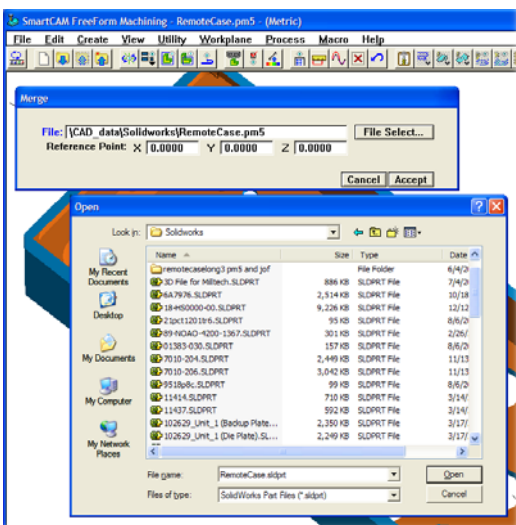 SmartCAM FreeForm Machining - RemoteCase.pm5 - (Metric)
File Edit Create View Utility Workplane Process Macro Help
Merge
File: \CAD_data\Solidworks\RemoteCase.pm5 File Select...
Reference Point: X 0.0000 Y 0.0000 Z 0.0000
Cancel Accept
Open
Look in: Solidworks
Name Size Type Date
remotecaselong3 pm5 and jof File Folder 6/4/2
3D File for Miltech.SLDPRT 886 KB SLDPRT File 7/4/2
6A7976.SLDPRT 2,514 KB SLDPRT File 10/18
18-HS0000-00.SLDPRT 9,226 KB SLDPRT File 12/12
21pct1201tr6.SLDPRT 95 KB SLDPRT File 8/6/2
89-NOAO-4200-1367.SLDPRT 301 KB SLDPRT File 2/26/
01383-030.SLDPRT 157 KB SLDPRT File 8/6/2
7010-204.SLDPRT 2,449 KB SLDPRT File 11/13
7010-206.SLDPRT 3,042 KB SLDPRT File 11/13
9518p8c.SLDPRT 99 KB SLDPRT File 8/6/2
11414.SLDPRT 710 KB SLDPRT File 3/14/
11437.SLDPRT 592 KB SLDPRT File 3/14/
102629_Unit_1 (Backup Plate... 2,350 KB SLDPRT File 3/17/
102629_Unit_1 (Die Plate).SL... 2,249 KB SLDPRT File 3/17/
My Recent
Documents
Desktop
My Documents
My Computer
My Network
Places
File name: RemoteCase.sldprt Open
Files of type: SolidWorks Part Files (*.sldprt) Cancel